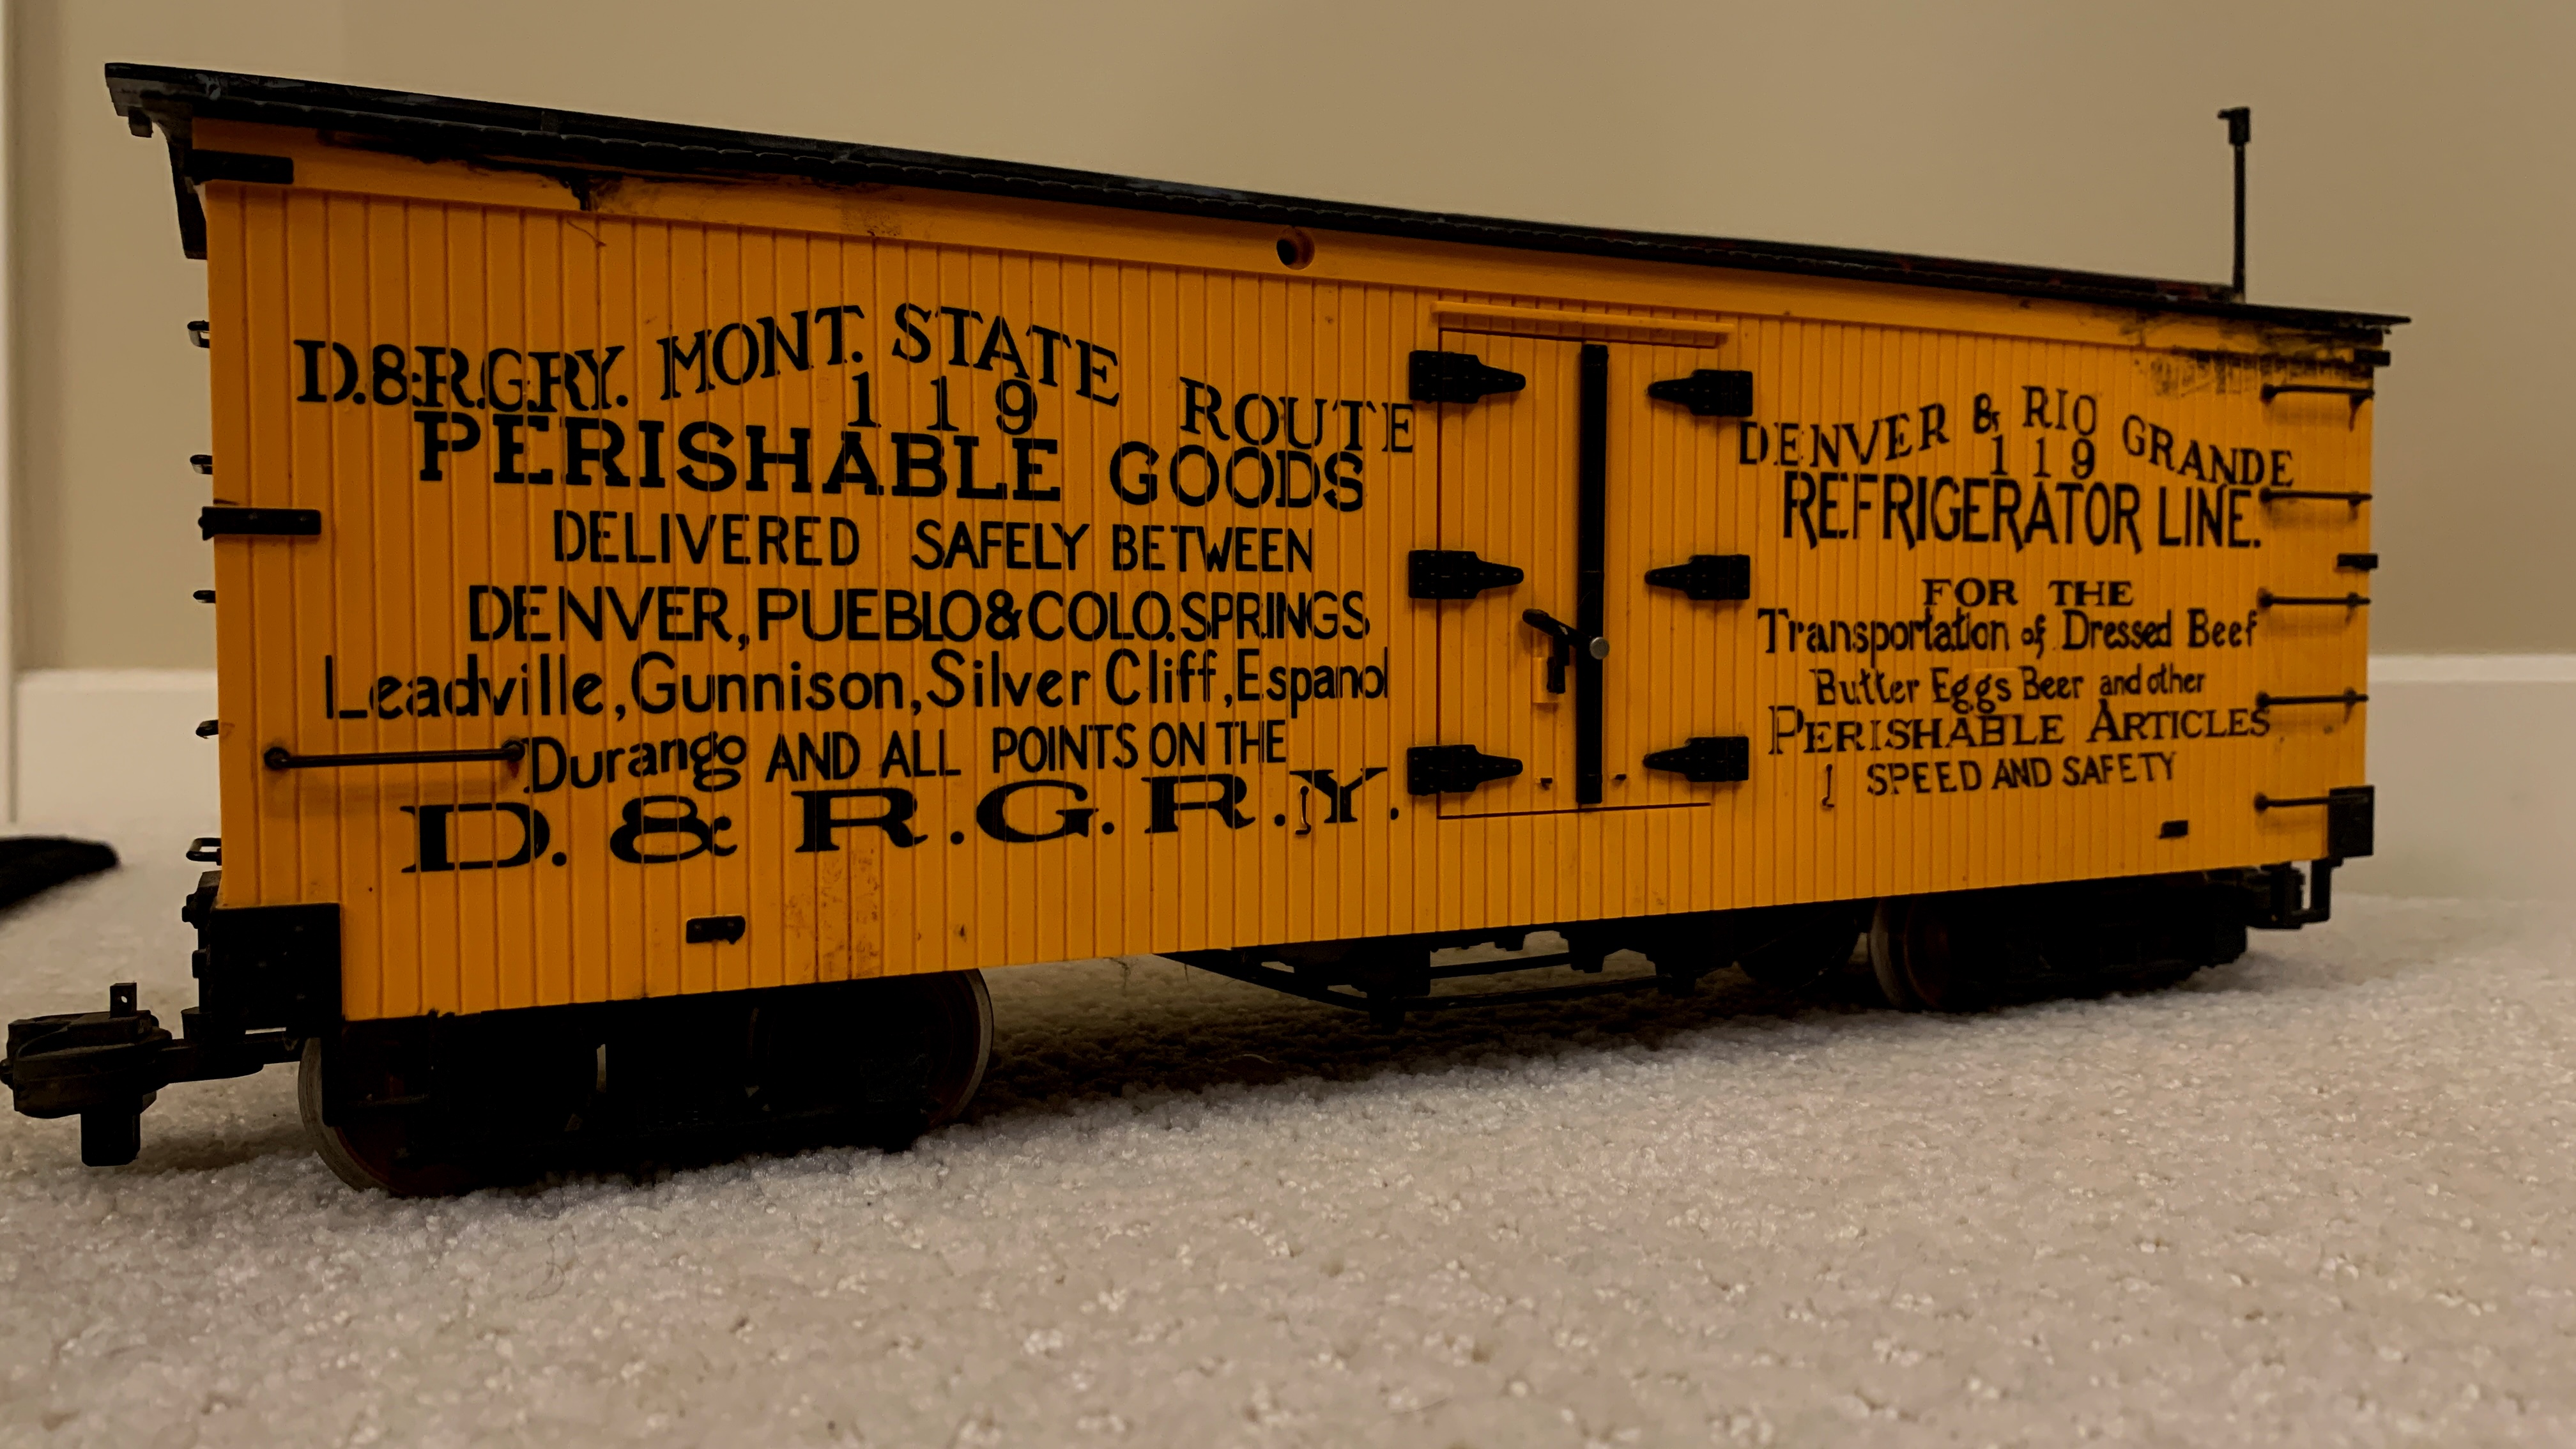 D.&R.G.RY. MONT. STATE ROUTE
119
PERISHABLE GOODS
DELIVERED SAFELY BETWEEN
DENVER, PUEBLO & COLO. SPRINGS
Leadville, Gunnison, Silver Cliff, Espanol
Durango AND ALL POINTS ON THE
D. & R.G.R.Y.
DENVER & RIO GRANDE
119
REFRIGERATOR LINE.
FOR THE
Transportation of Dressed Beef
Butter Eggs Beer and other
PERISHABLE ARTICLES
SPEED AND SAFETY